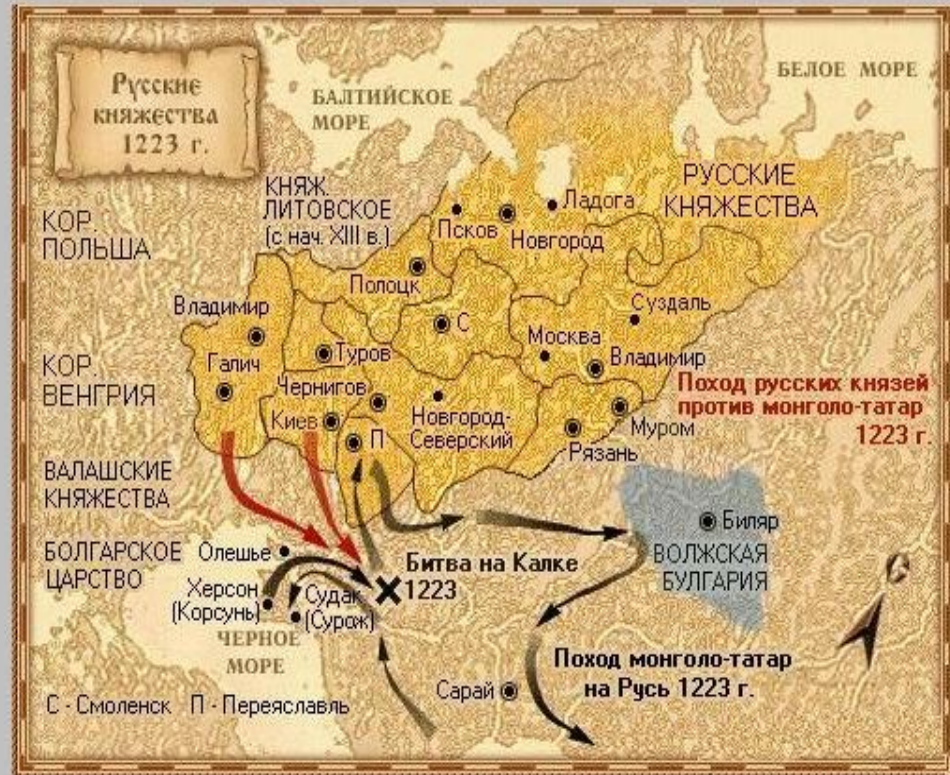 Русские
княжества
1223 г.
БАЛТИЙСКОЕ
МОРЕ
БЕЛОЕ МОРЕ
КНЯЖ.
ЛИТОВСКОЕ
(с нач. XIII в.)
РУССКИЕ
КНЯЖЕСТВА
КОР.
ПОЛЬША
Псков
Новгород
Ладога
Полоцк
Владимир
Суздаль
С
Москва
Владимир
Галич
Туров
КОР.
ВЕНГРИЯ
Чернигов
Киев
П
Новгород-
Северский
Муром
Рязань
Поход русских князей
против монголо-татар
1223 г.
ВАЛАШСКИЕ
КНЯЖЕСТВА
Биляр
ВОЛЖСКАЯ
БУЛГАРИЯ
БОЛГАРСКОЕ
ЦАРСТВО
Олешье
Херсон
(Корсунь)
Судак
(Сурож)
Битва на Калке
1223
ЧЕРНОЕ
МОРЕ
Поход монголо-татар
на Русь 1223 г.
Сарай
С - Смоленск П - Переяславль
С